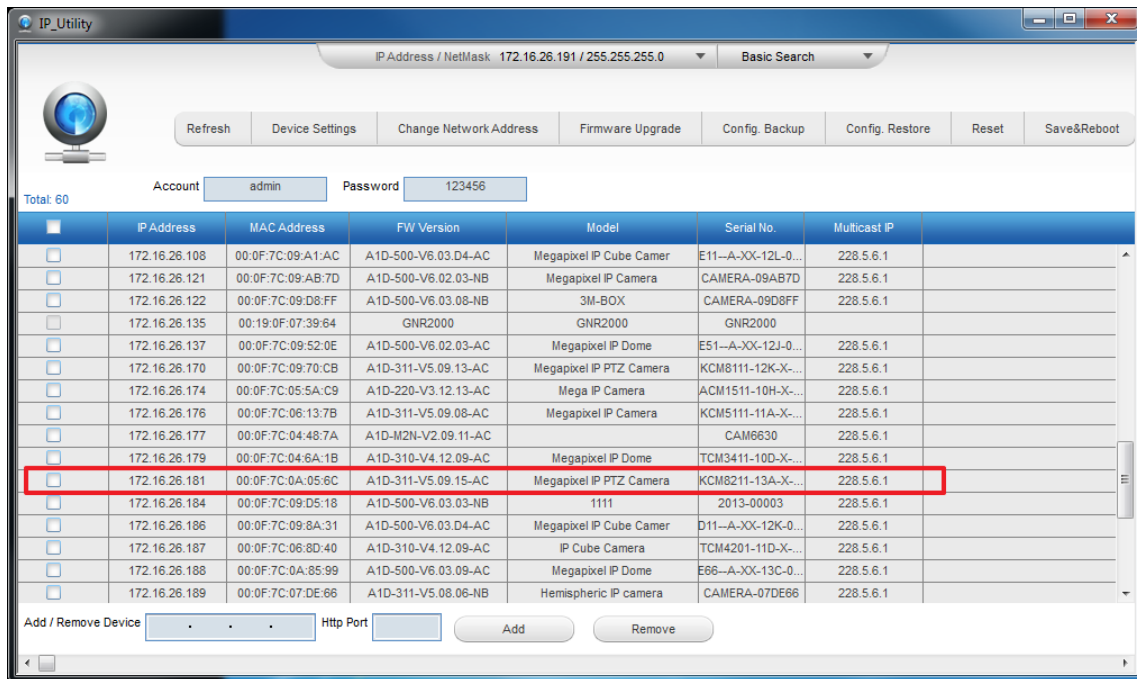 IP_Utility
IP Address / NetMask 172.16.26.191 / 255.255.255.0 Basic Search
Refresh Device Settings Change Network Address Firmware Upgrade Config. Backup Config. Restore Reset Save&Reboot
Account admin Password 123456
Total: 60
IP Address MAC Address FW Version Model Serial No. Multicast IP
172.16.26.108 00:0F:7C:09:A1:AC A1D-500-V6.03.D4-AC Megapixel IP Cube Camer E11--A-XX-12L-0... 228.5.6.1
172.16.26.121 00:0F:7C:09:AB:7D A1D-500-V6.02.03-NB Megapixel IP Camera CAMERA-09AB7D 228.5.6.1
172.16.26.122 00:0F:7C:09:D8:FF A1D-500-V6.03.08-NB 3M-BOX CAMERA-09D8FF 228.5.6.1
172.16.26.135 00:19:0F:07:39:64 GNR2000 GNR2000 GNR2000
172.16.26.137 00:0F:7C:09:52:0E A1D-500-V6.02.03-AC Megapixel IP Dome E51--A-XX-12J-0... 228.5.6.1
172.16.26.170 00:0F:7C:09:70:CB A1D-311-V5.09.13-AC Megapixel IP PTZ Camera KCM8111-12K-X-... 228.5.6.1
172.16.26.174 00:0F:7C:05:5A:C9 A1D-220-V3.12.13-AC Mega IP Camera ACM1511-10H-X-... 228.5.6.1
172.16.26.176 00:0F:7C:06:13:7B A1D-311-V5.09.08-AC Megapixel IP Camera KCM5111-11A-X-... 228.5.6.1
172.16.26.177 00:0F:7C:04:48:7A A1D-M2N-V2.09.11-AC CAM6630 228.5.6.1
172.16.26.179 00:0F:7C:04:6A:1B A1D-310-V4.12.09-AC Megapixel IP Dome TCM3411-10D-X-... 228.5.6.1
172.16.26.181 00:0F:7C:0A:05:6C A1D-311-V5.09.15-AC Megapixel IP PTZ Camera KCM8211-13A-X-... 228.5.6.1
172.16.26.184 00:0F:7C:09:D5:18 A1D-500-V6.03.03-NB 1111 2013-00003 228.5.6.1
172.16.26.186 00:0F:7C:09:8A:31 A1D-500-V6.03.D4-AC Megapixel IP Cube Camer D11--A-XX-12K-0... 228.5.6.1
172.16.26.187 00:0F:7C:06:8D:40 A1D-310-V4.12.09-AC IP Cube Camera TCM4201-11D-X-... 228.5.6.1
172.16.26.188 00:0F:7C:0A:85:99 A1D-500-V6.03.09-AC Megapixel IP Dome E66--A-XX-13C-0... 228.5.6.1
172.16.26.189 00:0F:7C:07:DE:66 A1D-311-V5.08.06-NB Hemispheric IP camera CAMERA-07DE66 228.5.6.1
Add / Remove Device . . . Http Port Add Remove